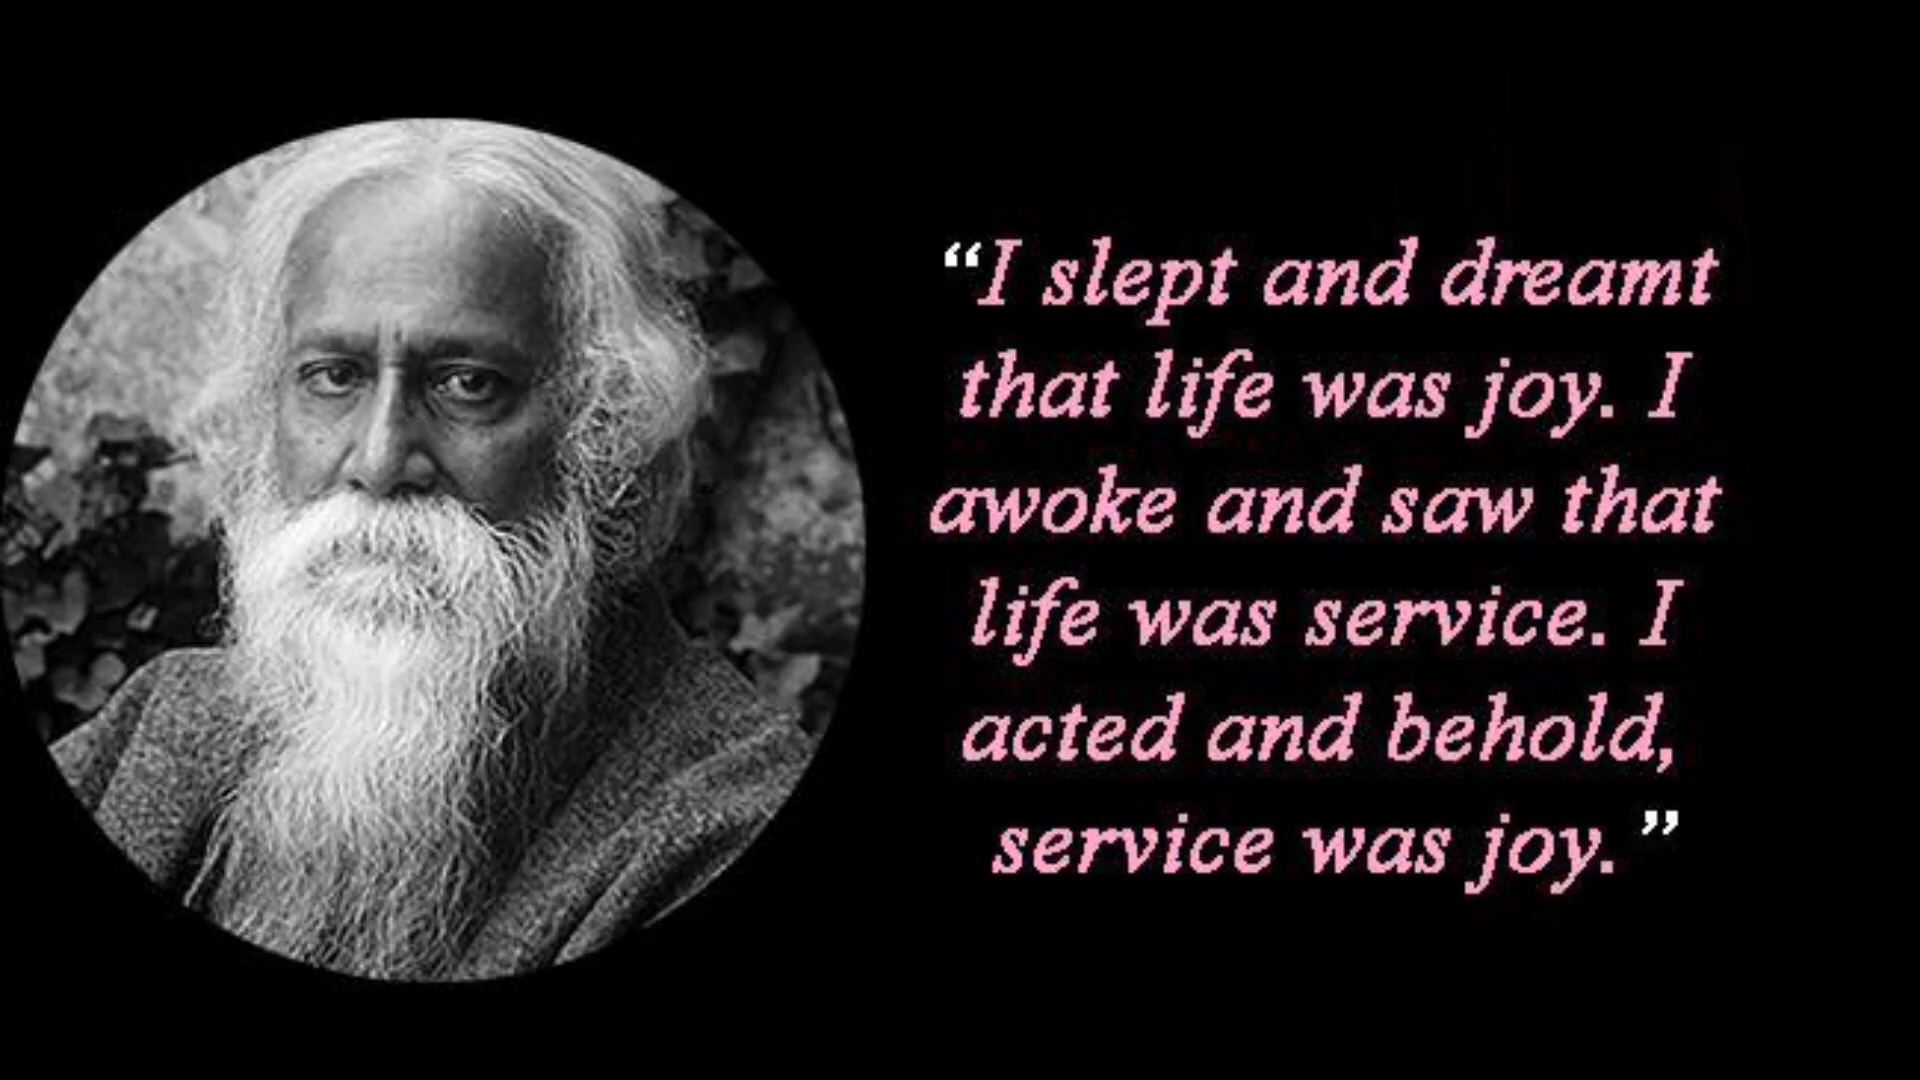 “I slept and dreamt
that life was joy. I
awoke and saw that
life was service. I
acted and behold,
service was joy. ”